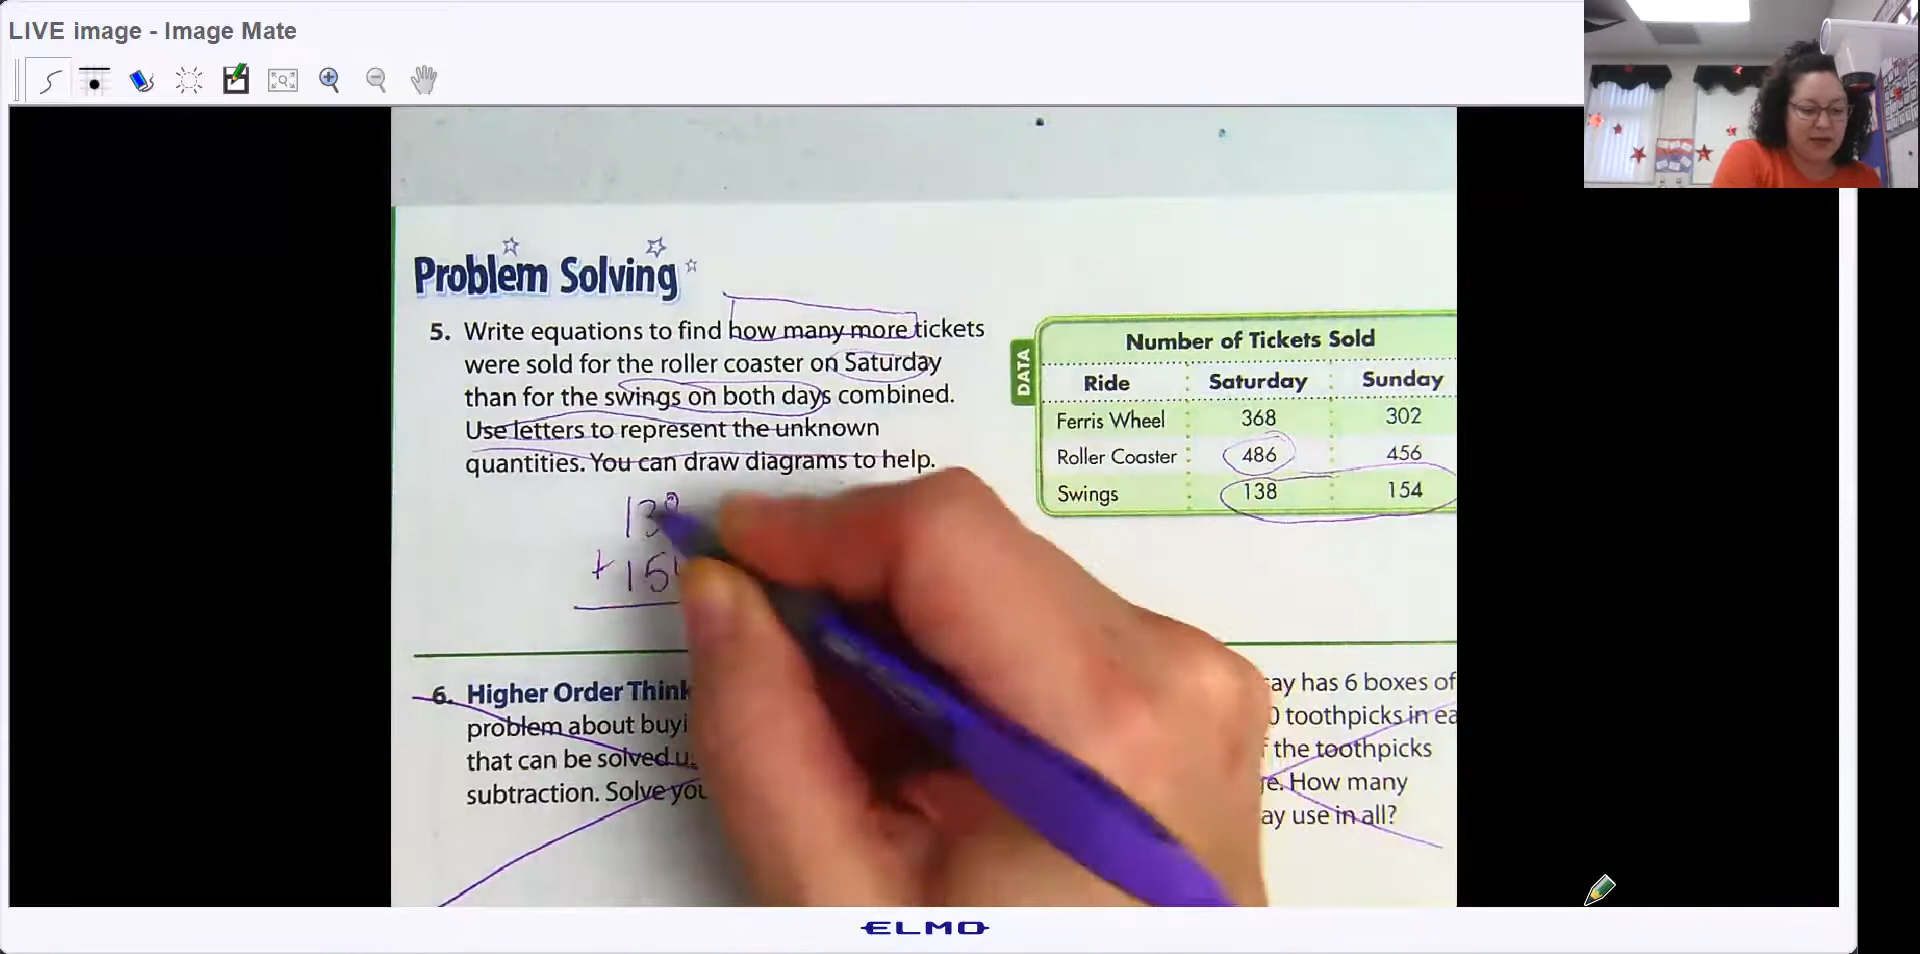 LIVE image - Image Mate
Problem Solving
5. Write equations to find how many more tickets
were sold for the roller coaster on Saturday
than for the swings on both days combined.
Use letters to represent the unknown
quantities. You can draw diagrams to help.
138
+ 15
DATA
Number of Tickets Sold
Ride Saturday Sunday
Ferris Wheel 368 302
Roller Coaster 486 456
Swings 138 154
6. Higher Order Think
problem about buyi
that can be solved u
subtraction. Solve you
say has 6 boxes of
0 toothpicks in ea
f the toothpicks
e. How many
ay use in all?
ELMO